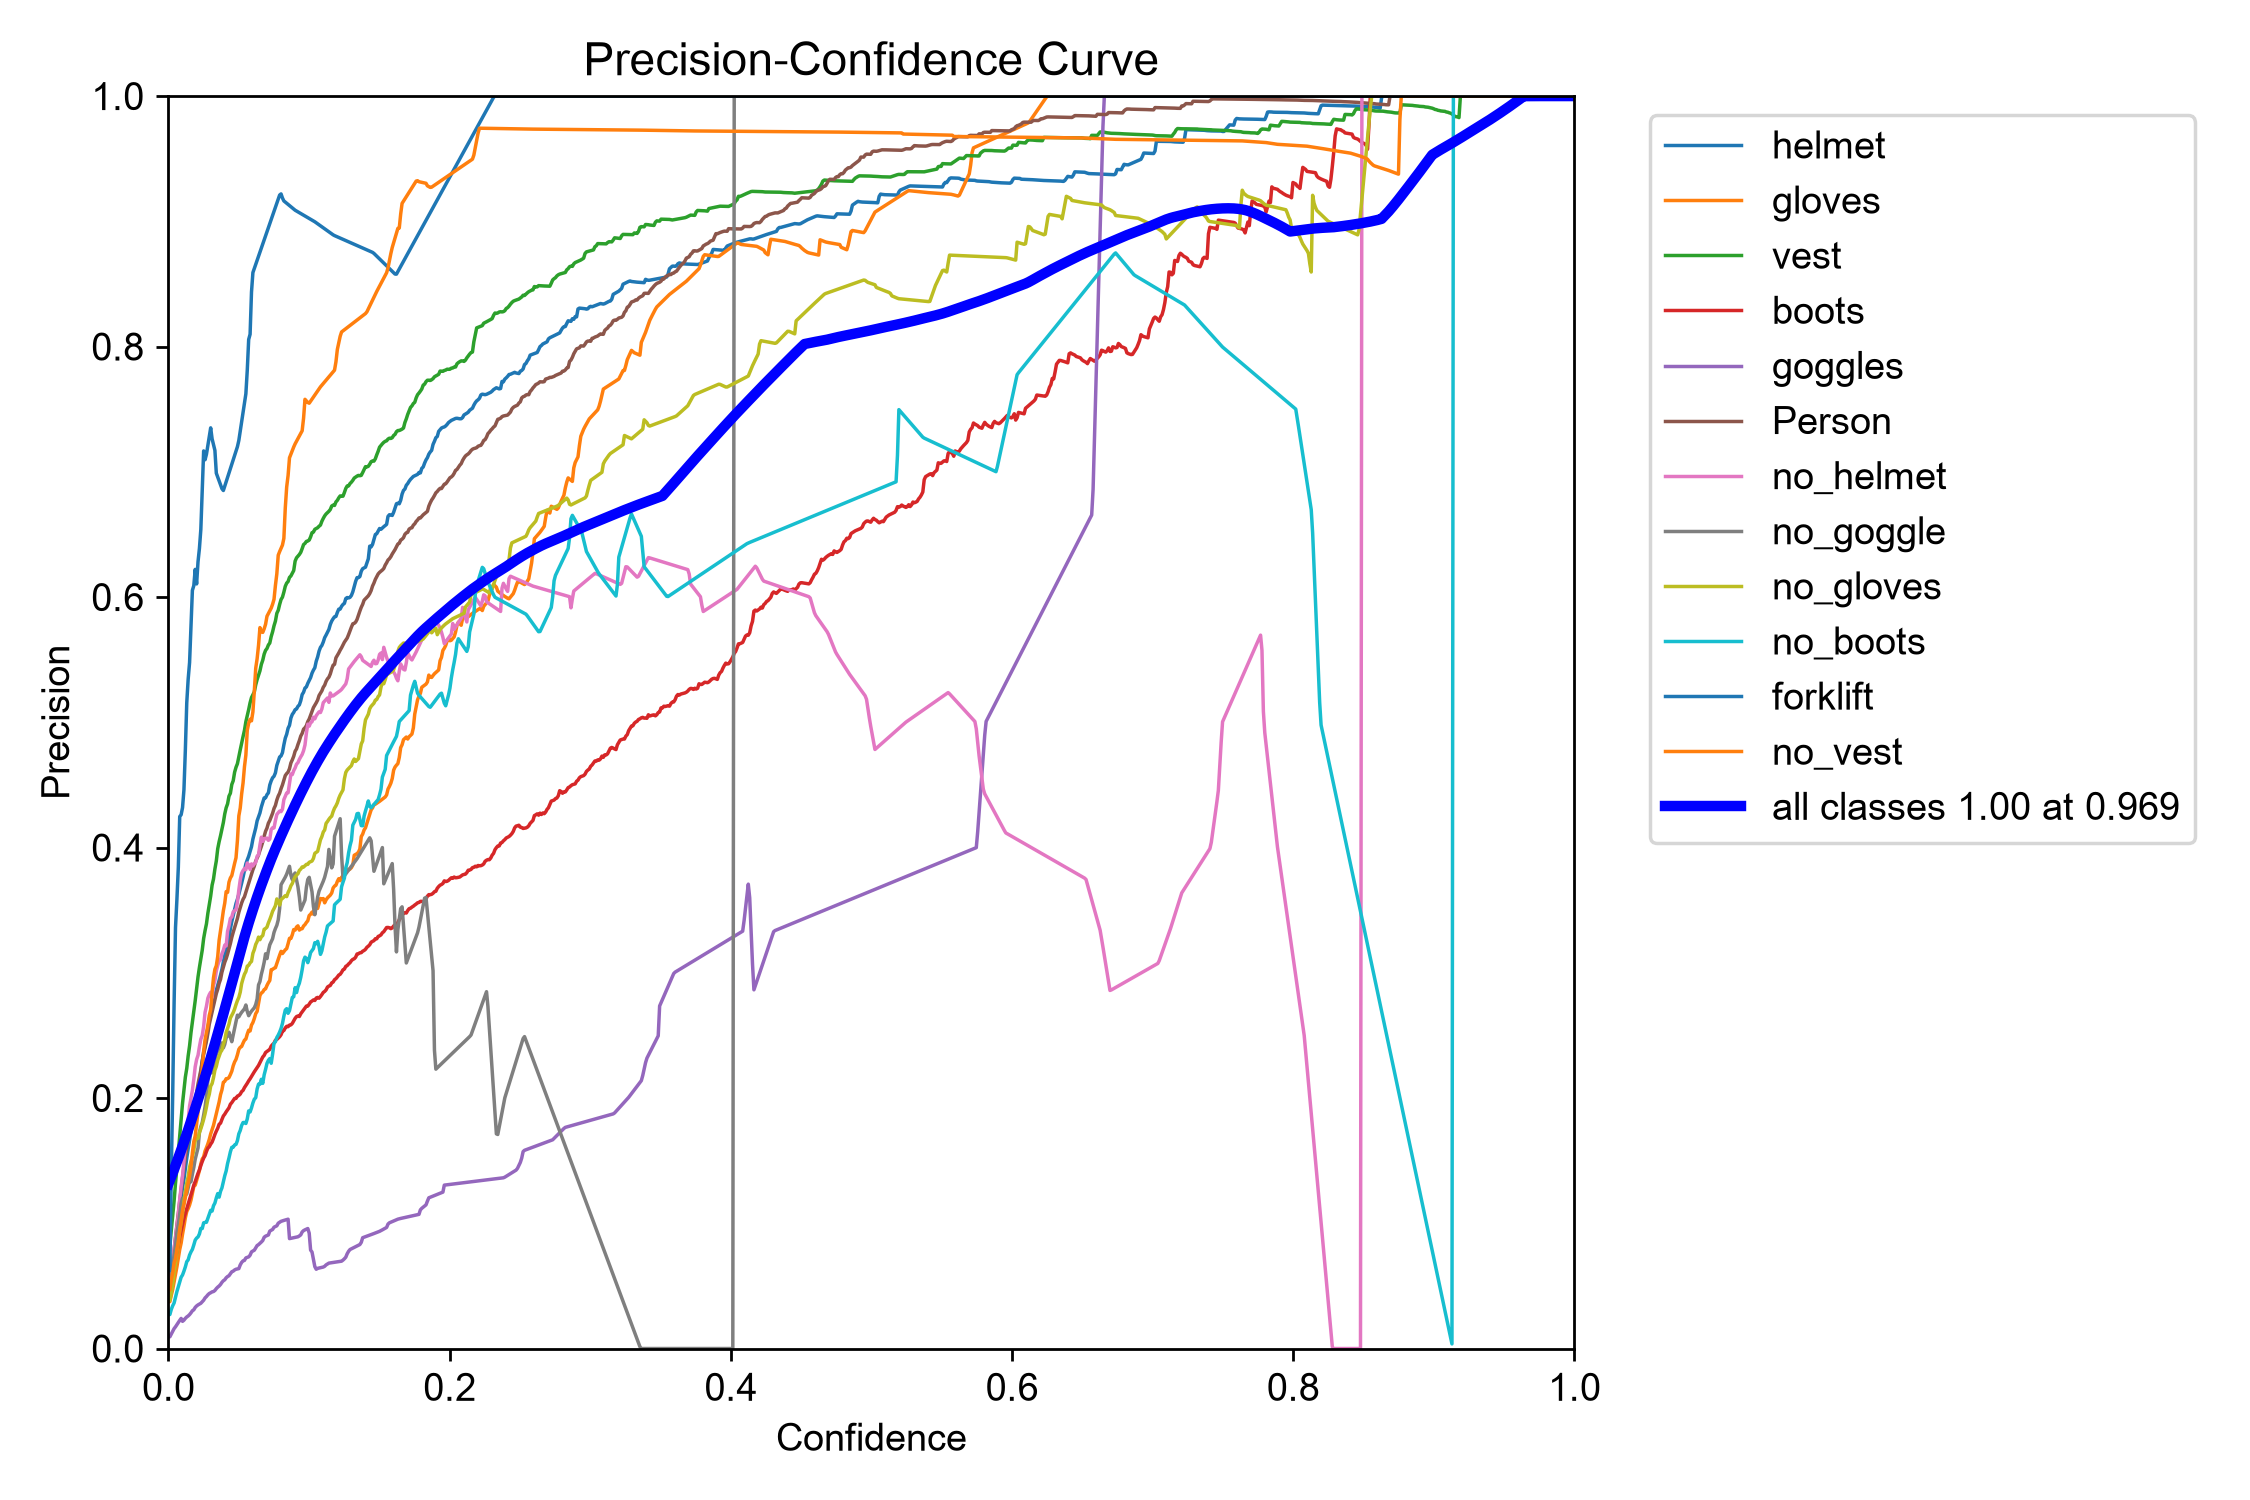 Precision-Confidence Curve
1.0
0.8
0.6
0.4
0.2
0.0
Precision
0.0 0.2 0.4 0.6 0.8 1.0
Confidence
helmet
gloves
vest
boots
goggles
Person
no_helmet
no_goggle
no_gloves
no_boots
forklift
no_vest
all classes 1.00 at 0.969